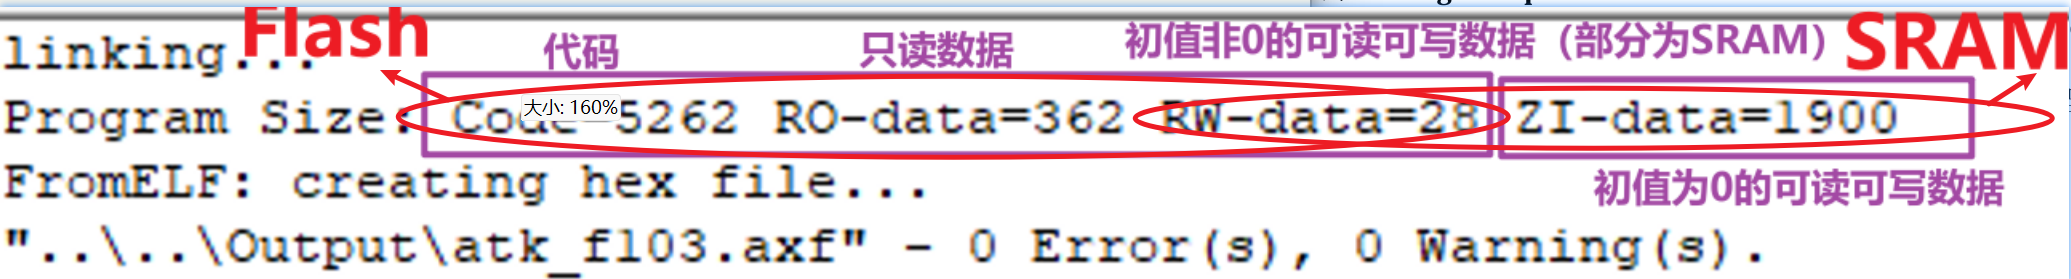 linking...
Flash
代码
只读数据
初值非0的可读可写数据（部分为SRAM）
SRAM
Program Size: Code=5262 RO-data=362 RW-data=28 ZI-data=1900
大小: 160%
FromELF: creating hex file...
初值为0的可读可写数据
"..\..\Output\atk_f103.axf" - 0 Error(s), 0 Warning(s).